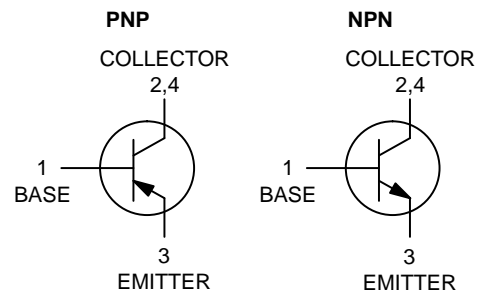 PNP
COLLECTOR
2,4
1
BASE
3
EMITTER
NPN
COLLECTOR
2,4
1
BASE
3
EMITTER